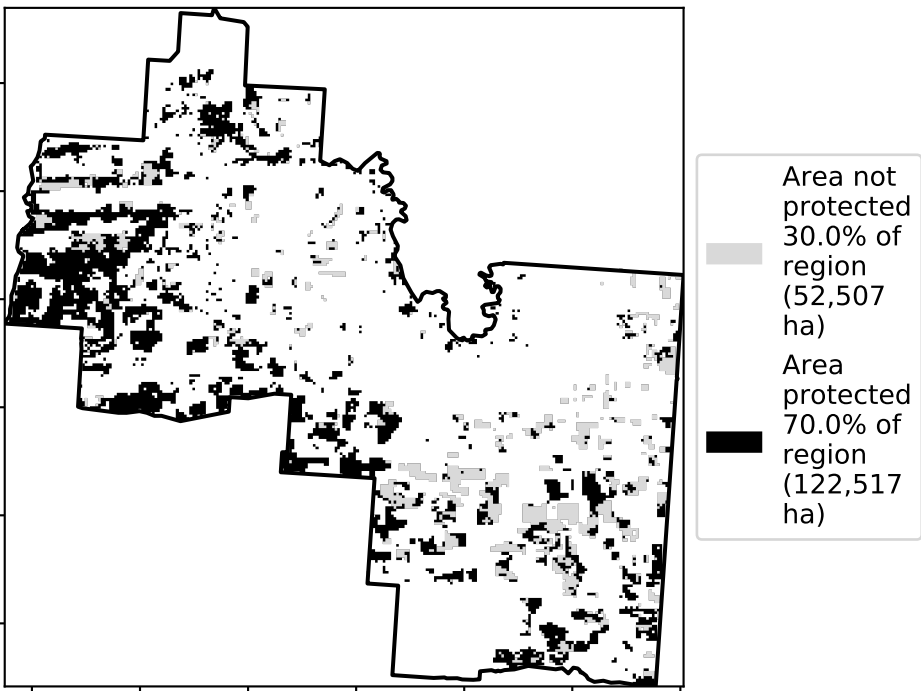 Area not
protected
30.0% of
region
(52,507
ha)
Area
protected
70.0% of
region
(122,517
ha)